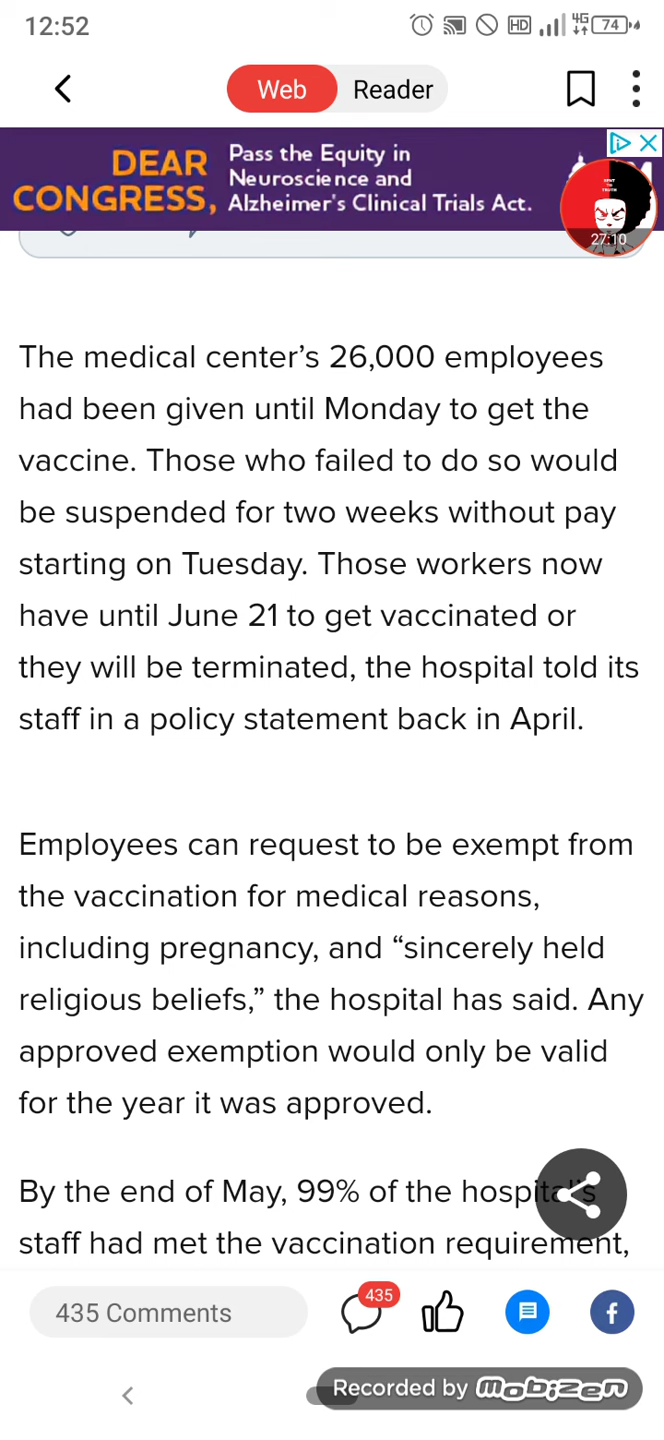 12:52
HD 4G 74
Web Reader
DEAR CONGRESS,
Pass the Equity in
Neuroscience and
Alzheimer's Clinical Trials Act.
27:10
The medical center’s 26,000 employees
had been given until Monday to get the
vaccine. Those who failed to do so would
be suspended for two weeks without pay
starting on Tuesday. Those workers now
have until June 21 to get vaccinated or
they will be terminated, the hospital told its
staff in a policy statement back in April.
Employees can request to be exempt from
the vaccination for medical reasons,
including pregnancy, and “sincerely held
religious beliefs,” the hospital has said. Any
approved exemption would only be valid
for the year it was approved.
By the end of May, 99% of the hospital's
staff had met the vaccination requirement,
435 Comments
435
Recorded by mobizen